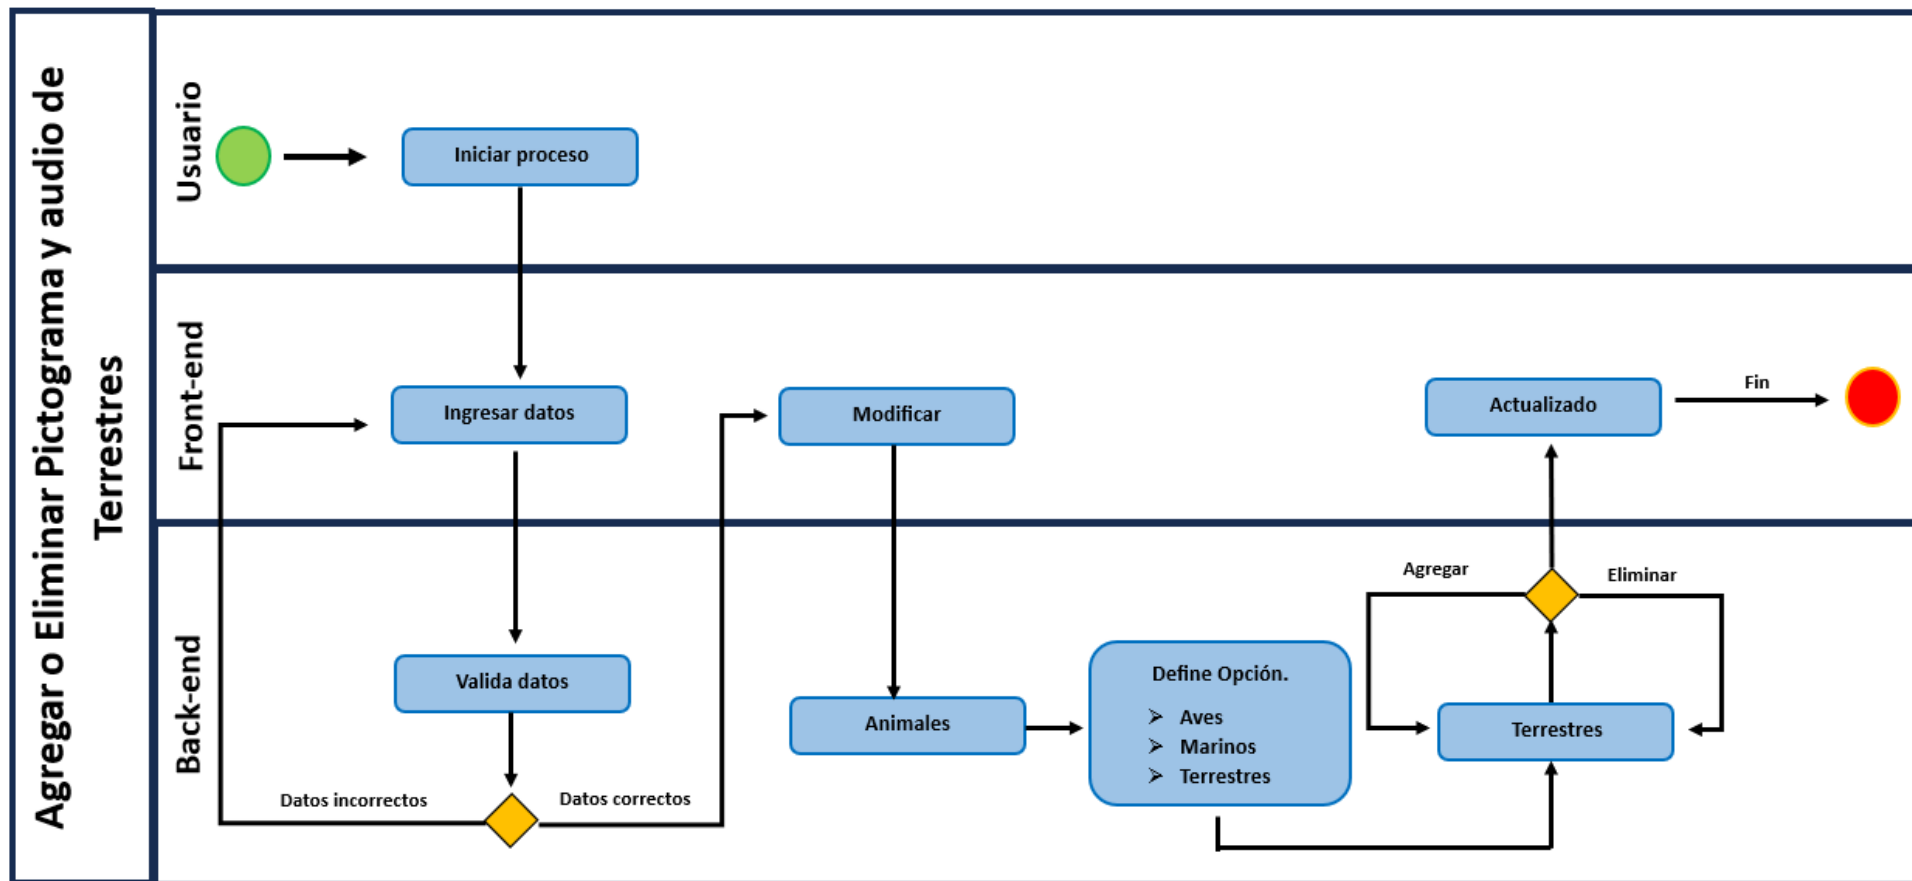 Agregar o Eliminar Pictograma y audio de
Terrestres
Usuario
Iniciar proceso
Front-end
Ingresar datos
Modificar
Actualizado
Fin
Back-end
Valida datos
Datos incorrectos
Datos correctos
Animales
Define Opción.
➢ Aves
➢ Marinos
➢ Terrestres
Agregar
Eliminar
Terrestres